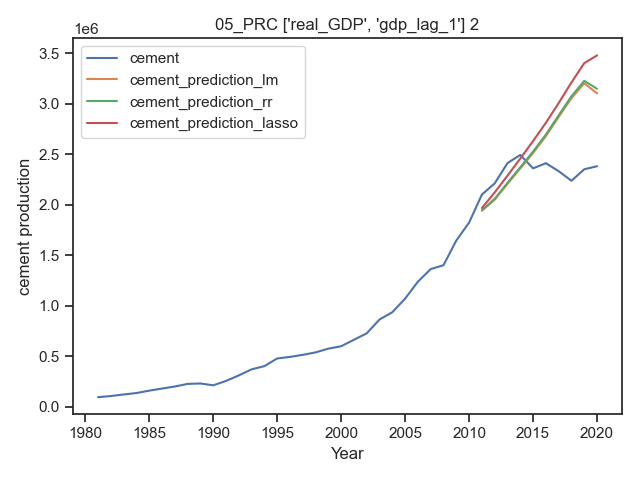 05_PRC ['real_GDP', 'gdp_lag_1'] 2
1e6
cement
cement_prediction_lm
cement_prediction_rr
cement_prediction_lasso
3.5
3.0
2.5
2.0
1.5
1.0
0.5
0.0
cement production
1980 1985 1990 1995 2000 2005 2010 2015 2020
Year